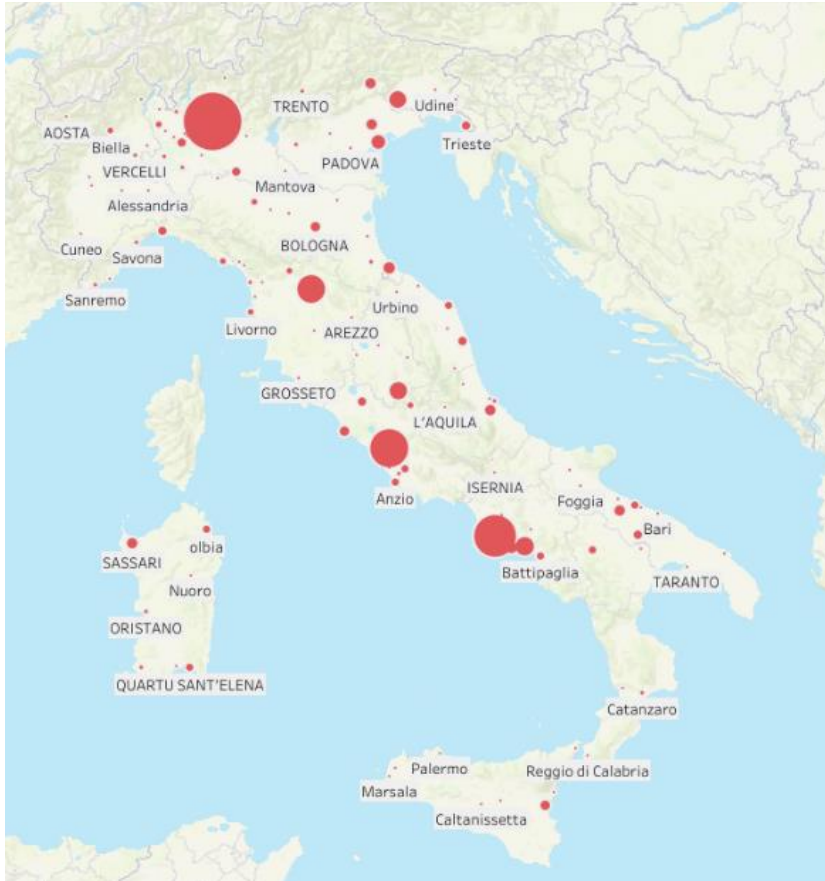 TRENTO
Udine
AOSTA
Biella
Trieste
PADOVA
VERCELLI
Mantova
Alessandria
BOLOGNA
Cuneo
Savona
Sanremo
Urbino
Livorno
AREZZO
GROSSETO
L'AQUILA
ISERNIA
Anzio
Foggia
Bari
olbia
SASSARI
Battipaglia
TARANTO
Nuoro
ORISTANO
QUARTU SANT'ELENA
Catanzaro
Palermo
Reggio di Calabria
Marsala
Caltanissetta